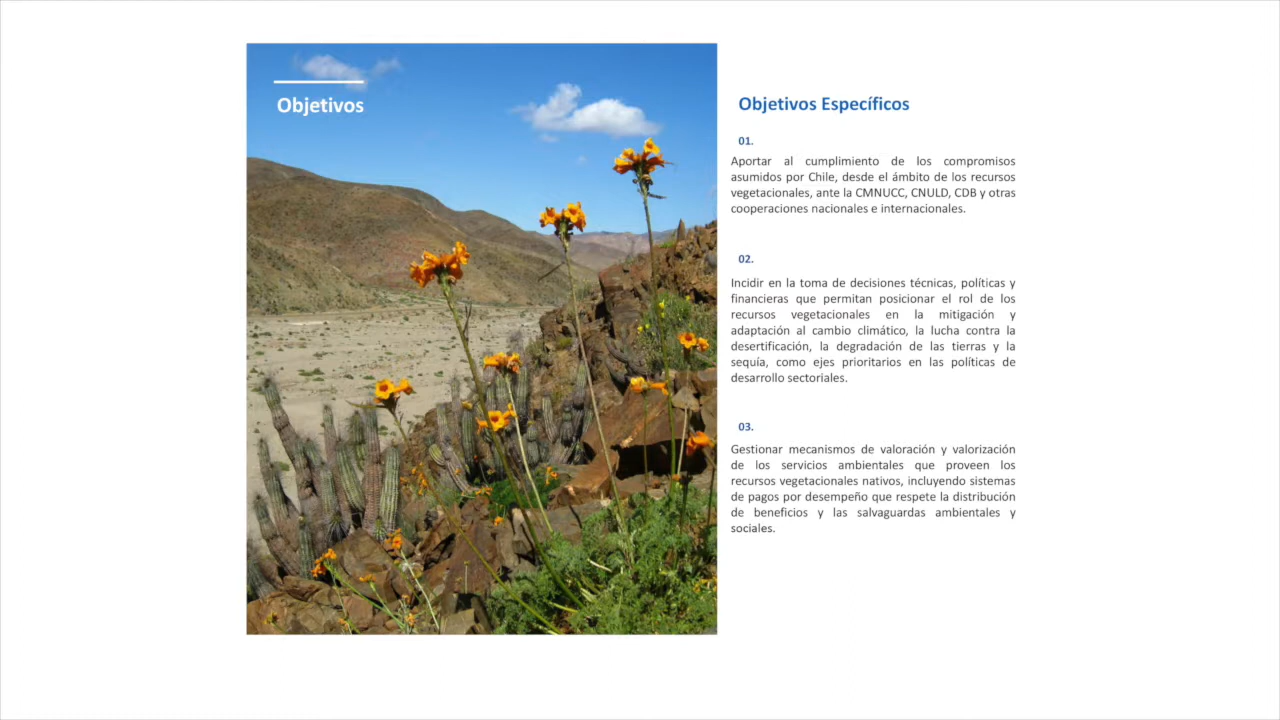 Objetivos
Objetivos Específicos
01.
Aportar al cumplimiento de los compromisos
asumidos por Chile, desde el ámbito de los recursos
vegetacionales, ante la CMNUCC, CNULD, CDB y otras
cooperaciones nacionales e internacionales.
02.
Incidir en la toma de decisiones técnicas, políticas y
financieras que permitan posicionar el rol de los
recursos vegetacionales en la mitigación y
adaptación al cambio climático, la lucha contra la
desertificación, la degradación de las tierras y la
sequía, como ejes prioritarios en las políticas de
desarrollo sectoriales.
03.
Gestionar mecanismos de valoración y valorización
de los servicios ambientales que proveen los
recursos vegetacionales nativos, incluyendo sistemas
de pagos por desempeño que respete la distribución
de beneficios y las salvaguardas ambientales y
sociales.